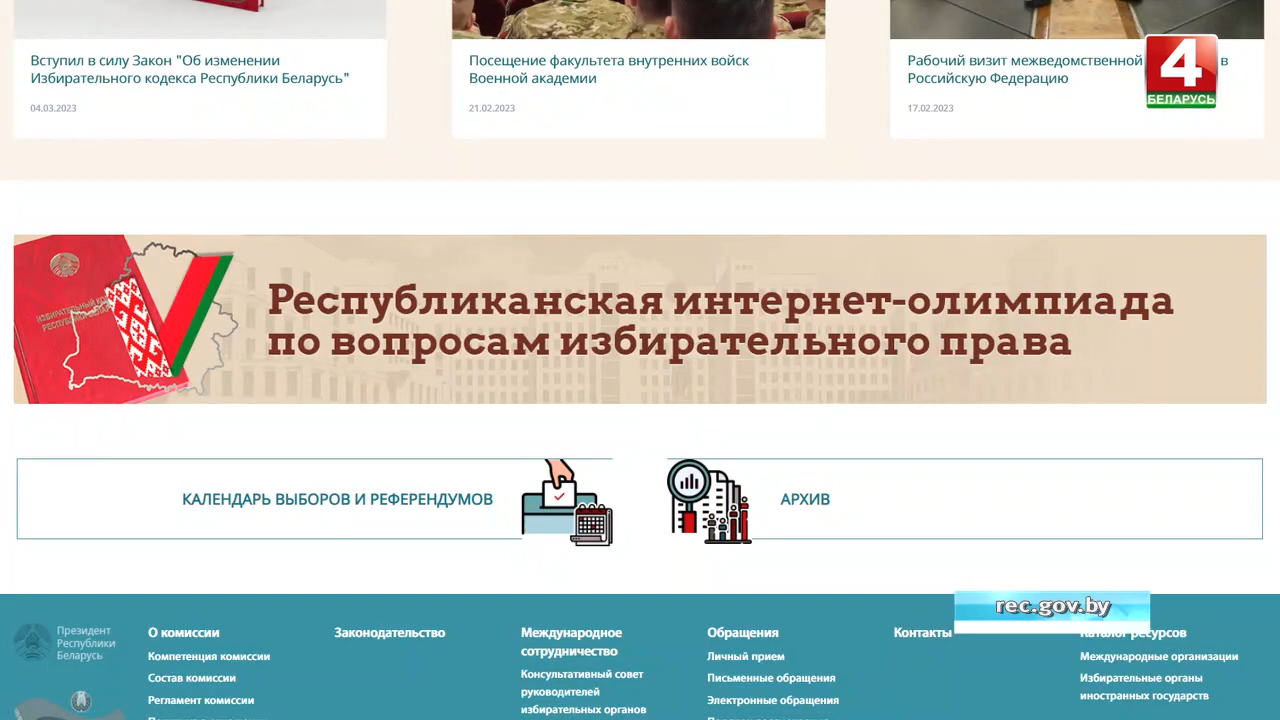 Вступил в силу Закон "Об изменении
Избирательного кодекса Республики Беларусь"
04.03.2023
Посещение факультета внутренних войск
Военной академии
21.02.2023
Рабочий визит межведомственной в
Российскую Федерацию
17.02.2023
4
БЕЛАРУСЬ
ИЗБИРАТЕЛЬНЫЙ
РЕСПУБЛИКИ
Республиканская интернет-олимпиада
по вопросам избирательного права
КАЛЕНДАРЬ ВЫБОРОВ И РЕФЕРЕНДУМОВ
АРХИВ
rec.gov.by
Президент
Республики
Беларусь
О комиссии
Компетенция комиссии
Состав комиссии
Регламент комиссии
Законодательство
Международное
сотрудничество
Консультативный совет
руководителей
избирательных органов
Обращения
Личный прием
Письменные обращения
Электронные обращения
Контакты
Каталог ресурсов
Международные организации
Избирательные органы
иностранных государств